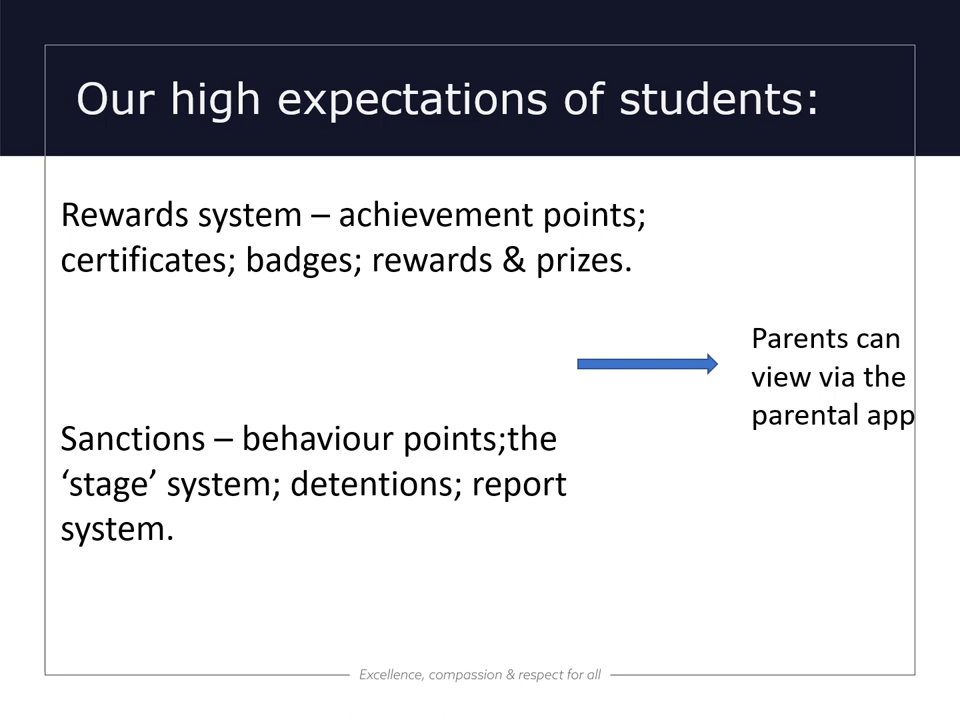 Our high expectations of students:
Rewards system – achievement points;
certificates; badges; rewards & prizes.
Parents can
view via the
parental app
Sanctions – behaviour points;the
‘stage’ system; detentions; report
system.
Excellence, compassion & respect for all